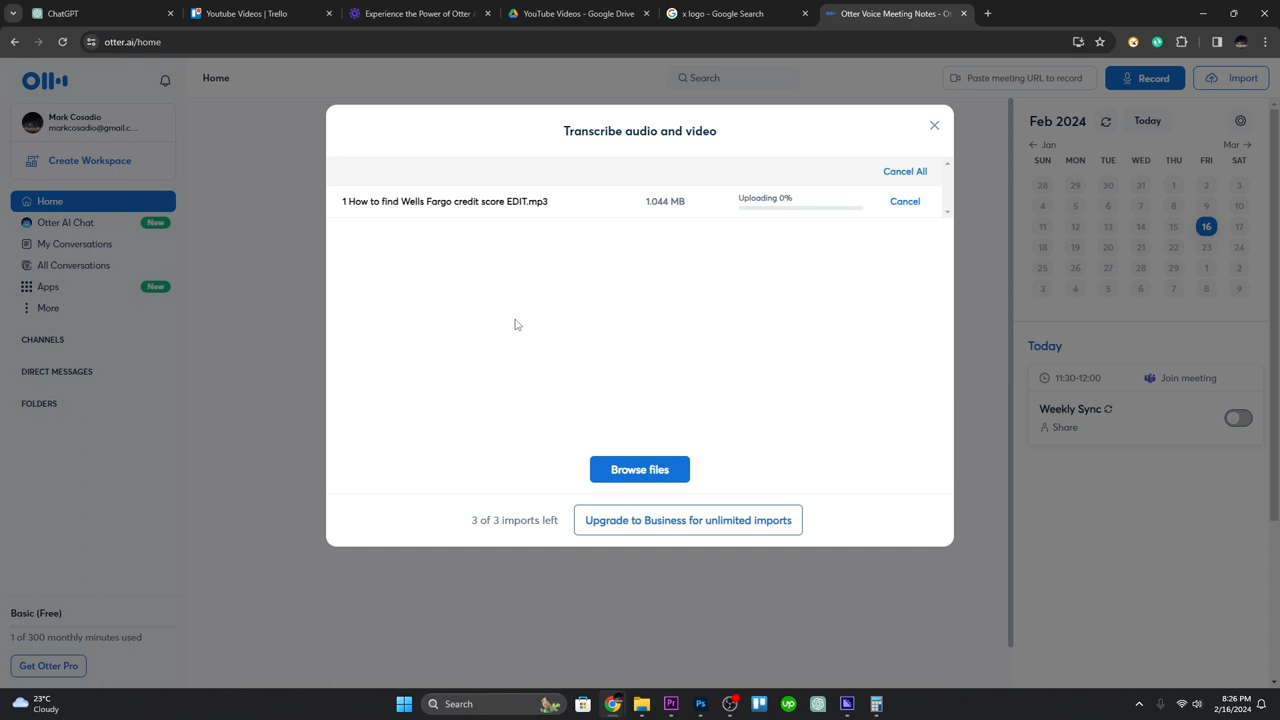 ChatGPT
Youtube Videos | Trello
Experience the Power of Otter A
YouTube Videos - Google Drive
x logo - Google Search
Otter Voice Meeting Notes - Ot
otter.ai/home
Home
Search
Paste meeting URL to record
Record
Import
Mark Cosadio
markcosadio@gmail.c...
Create Workspace
Home
Otter AI Chat New
My Conversations
All Conversations
Apps New
More
CHANNELS
DIRECT MESSAGES
FOLDERS
Basic (Free)
1 of 300 monthly minutes used
Get Otter Pro
Transcribe audio and video
Cancel All
1 How to find Wells Fargo credit score EDIT.mp3 1.044 MB Uploading 0% Cancel
Browse files
3 of 3 imports left Upgrade to Business for unlimited imports
Feb 2024 Today
Jan Mar
SUN MON TUE WED THU FRI SAT
28 29 30 31 1 2 3
4 5 6 7 8 9 10
11 12 13 14 15 16 17
18 19 20 21 22 23 24
25 26 27 28 29 1 2
3 4 5 6 7 8 9
Today
11:30-12:00 Join meeting
Weekly Sync
Share
23°C
Cloudy
Search
Pr
Ps
up
8:26 PM
2/16/2024